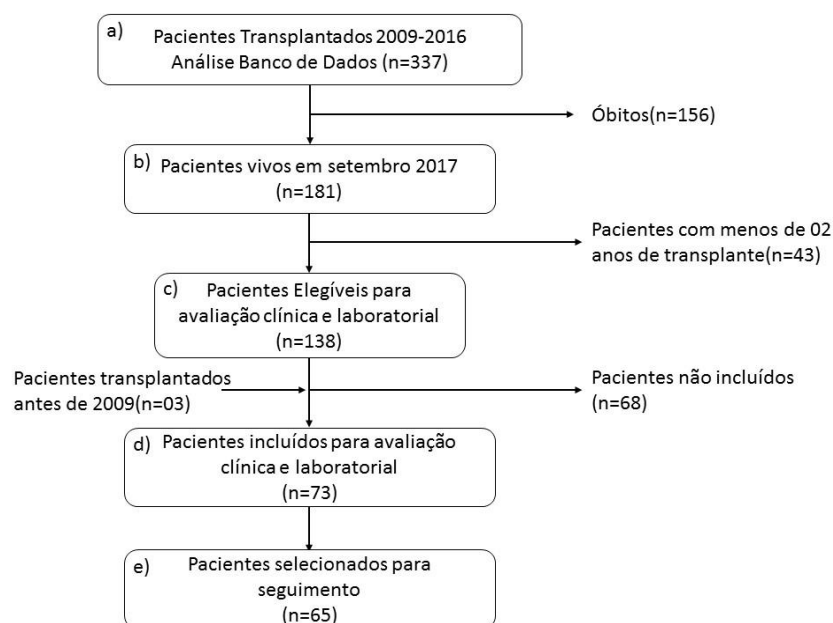 a)
Pacientes Transplantados 2009-2016
Análise Banco de Dados (n=337)
Óbitos(n=156)
b)
Pacientes vivos em setembro 2017
(n=181)
Pacientes com menos de 02
anos de transplante(n=43)
c)
Pacientes Elegíveis para
avaliação clínica e laboratorial
(n=138)
Pacientes transplantados
antes de 2009(n=03)
Pacientes não incluídos
(n=68)
d)
Pacientes incluídos para avaliação
clínica e laboratorial
(n=73)
e)
Pacientes selecionados para
seguimento
(n=65)